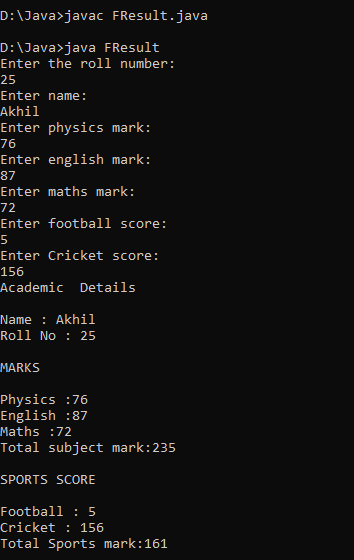 D:\Java>javac FResult.java
D:\Java>java FResult
Enter the roll number:
25
Enter name:
Akhil
Enter physics mark:
76
Enter english mark:
87
Enter maths mark:
72
Enter football score:
5
Enter Cricket score:
156
Academic  Details
Name : Akhil
Roll No : 25
MARKS
Physics :76
English :87
Maths :72
Total subject mark:235
SPORTS SCORE
Football : 5
Cricket : 156
Total Sports mark:161